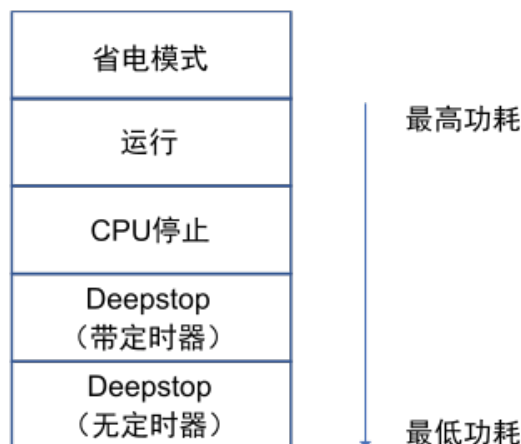 省电模式
最高功耗
运行
CPU停止
Deepstop
（带定时器）
Deepstop
（无定时器）
最低功耗